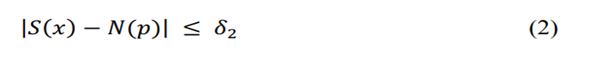 |S(x) − N(p)| ≤ δ₂ (2)